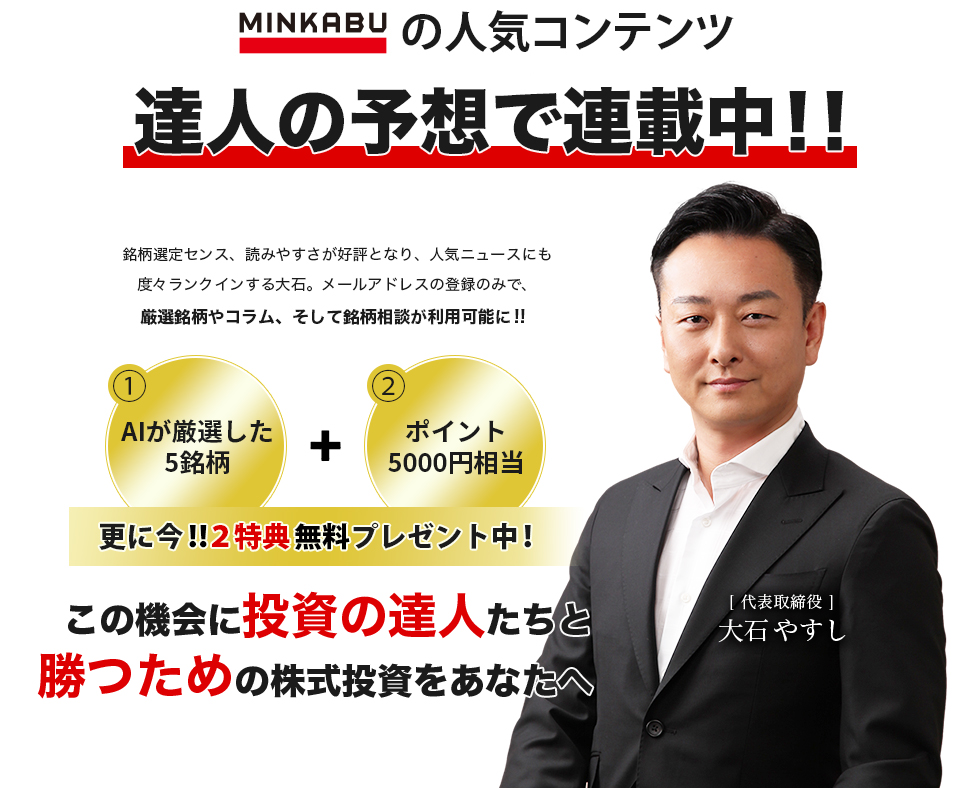 MINKABUの人気コンテンツ
達人の予想で連載中!!
銘柄選定センス、読みやすさが好評となり、人気ニュースにも
度々ランクインする大石。メールアドレスの登録のみで、
厳選銘柄やコラム、そして銘柄相談が利用可能に!!
①
AIが厳選した
5銘柄
+
②
ポイント
5000円相当
更に今!!2特典無料プレゼント中!
この機会に投資の達人たちと
勝つための株式投資をあなたへ
[ 代表取締役 ]
大石 やすし